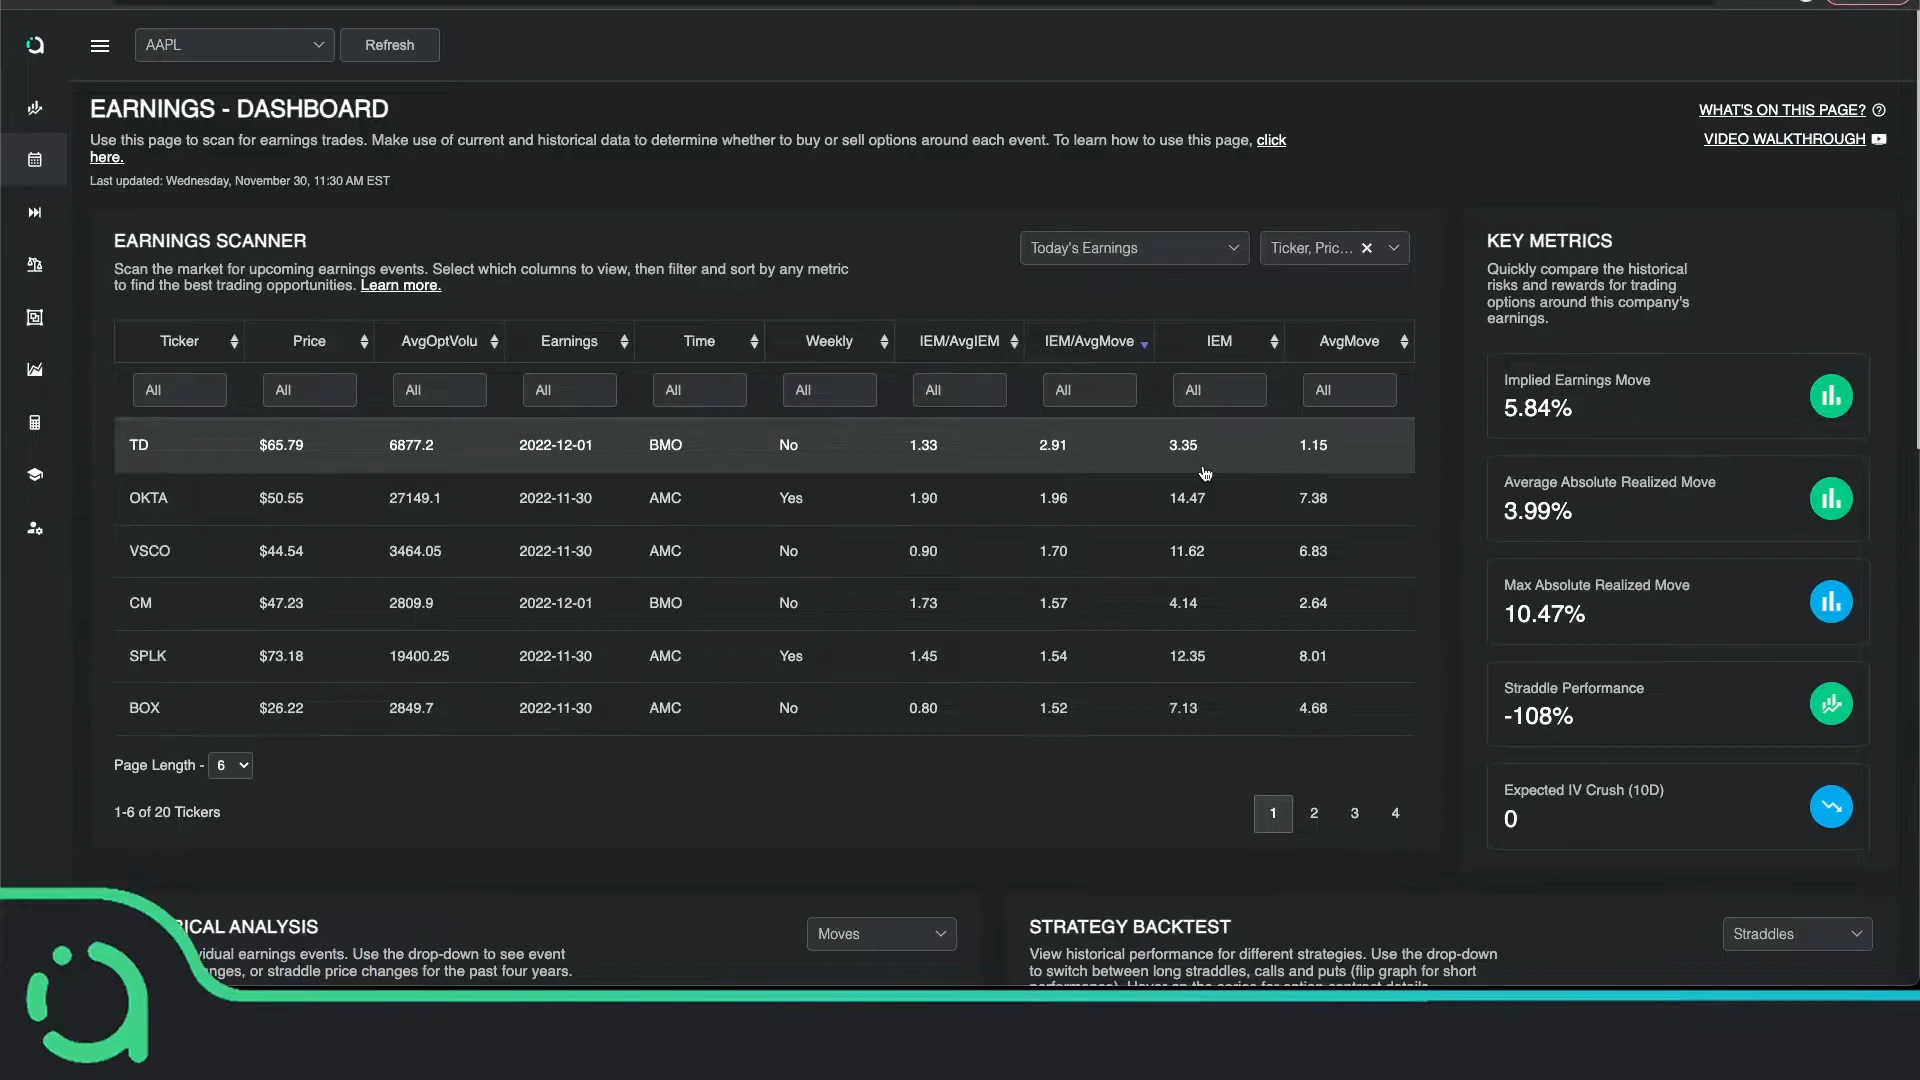 AAPL
Refresh
EARNINGS - DASHBOARD
Use this page to scan for earnings trades. Make use of current and historical data to determine whether to buy or sell options around each event. To learn how to use this page, click
here.
Last updated: Wednesday, November 30, 11:30 AM EST
WHAT'S ON THIS PAGE?
VIDEO WALKTHROUGH
EARNINGS SCANNER
Scan the market for upcoming earnings events. Select which columns to view, then filter and sort by any metric
to find the best trading opportunities. Learn more.
Today's Earnings
Ticker, Pric...
Ticker Price AvgOptVolu Earnings Time Weekly IEM/AvgIEM IEM/AvgMove IEM AvgMove
All All All All All All All All All All
TD $65.79 6877.2 2022-12-01 BMO No 1.33 2.91 3.35 1.15
OKTA $50.55 27149.1 2022-11-30 AMC Yes 1.90 1.96 14.47 7.38
VSCO $44.54 3464.05 2022-11-30 AMC No 0.90 1.70 11.62 6.83
CM $47.23 2809.9 2022-12-01 BMO No 1.73 1.57 4.14 2.64
SPLK $73.18 19400.25 2022-11-30 AMC Yes 1.45 1.54 12.35 8.01
BOX $26.22 2849.7 2022-11-30 AMC No 0.80 1.52 7.13 4.68
Page Length - 6
1-6 of 20 Tickers
1 2 3 4
KEY METRICS
Quickly compare the historical
risks and rewards for trading
options around this company's
earnings.
Implied Earnings Move
5.84%
Average Absolute Realized Move
3.99%
Max Absolute Realized Move
10.47%
Straddle Performance
-108%
Expected IV Crush (10D)
0
RICAL ANALYSIS
vidual earnings events. Use the drop-down to see event
nges, or straddle price changes for the past four years.
Moves
STRATEGY BACKTEST
View historical performance for different strategies. Use the drop-down
to switch between long straddles, calls and puts (flip graph for short
performance). Hover on the series for option contract details.
Straddles